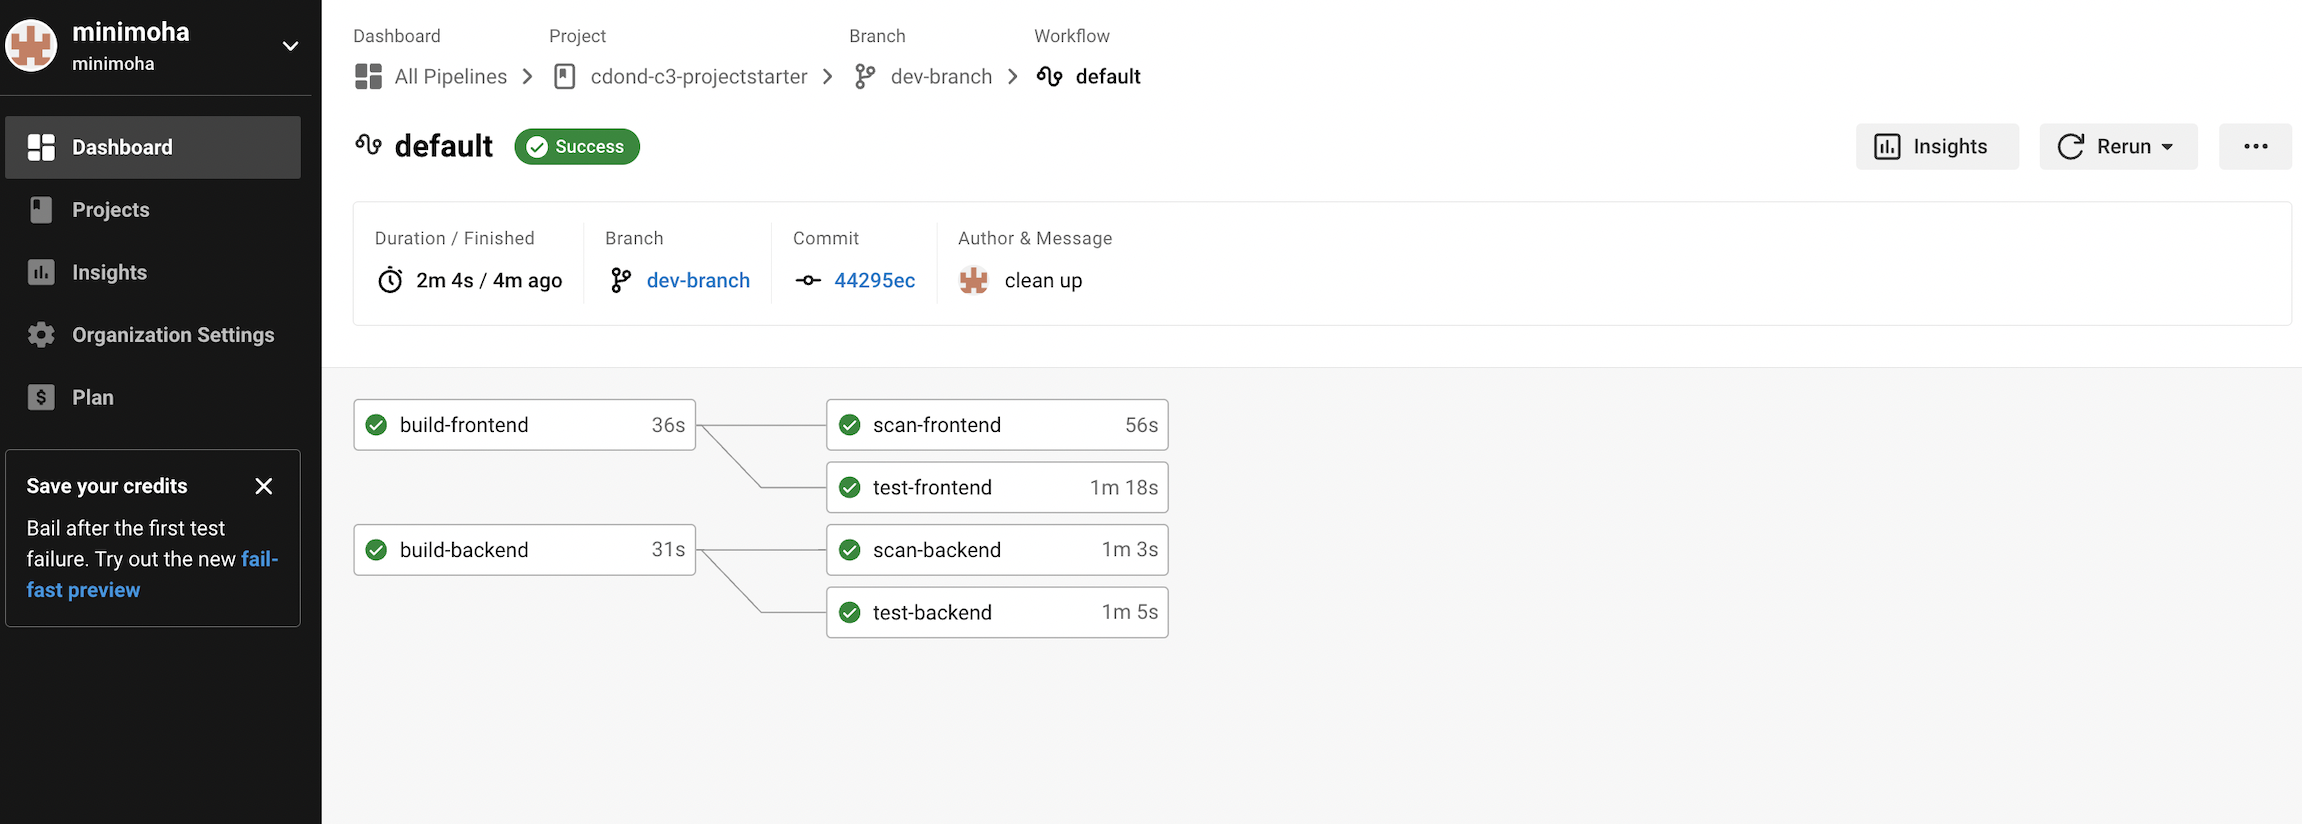 minimoha
minimoha
Dashboard
Projects
Insights
Organization Settings
Plan
Save your credits
Bail after the first test
failure. Try out the new fail-
fast preview
Dashboard Project Branch Workflow
All Pipelines cdond-c3-projectstarter dev-branch default
default Success Insights Rerun
Duration / Finished Branch Commit Author & Message
2m 4s / 4m ago dev-branch 44295ec clean up
build-frontend 36s scan-frontend 56s
test-frontend 1m 18s
build-backend 31s scan-backend 1m 3s
test-backend 1m 5s